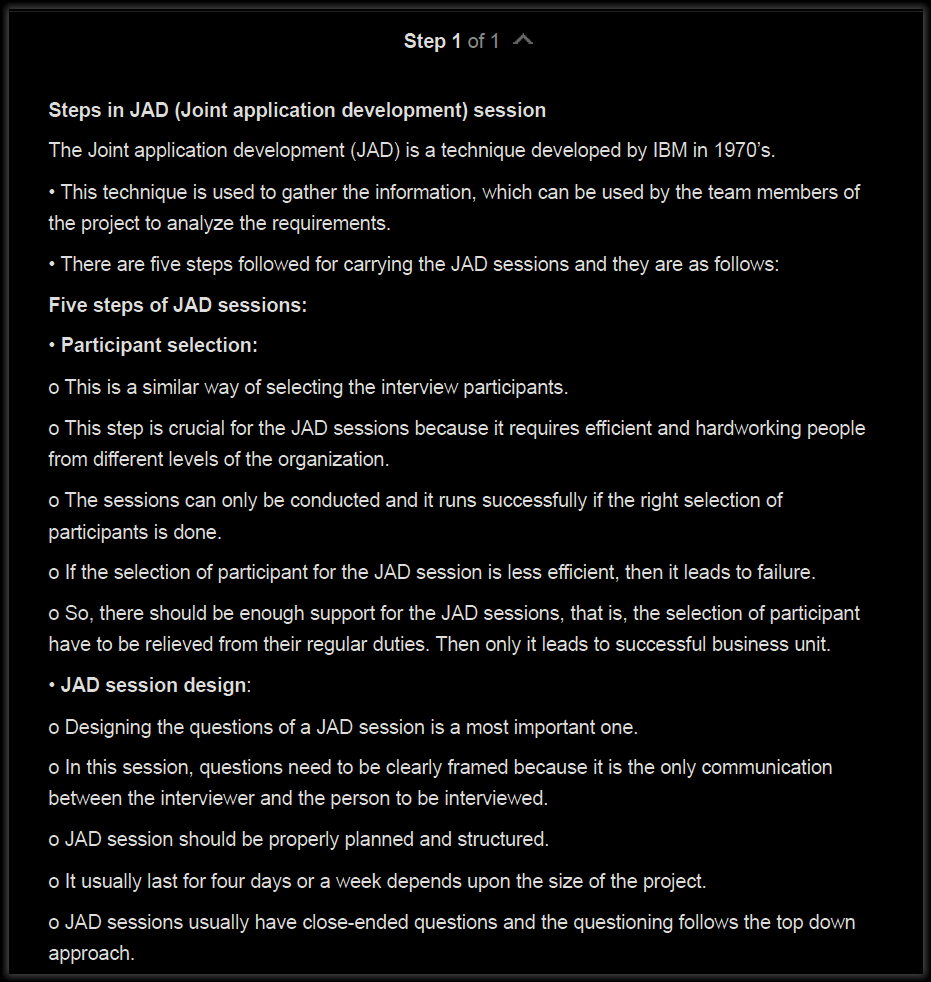 Step 1 of 1
Steps in JAD (Joint application development) session
The Joint application development (JAD) is a technique developed by IBM in 1970’s.
• This technique is used to gather the information, which can be used by the team members of
the project to analyze the requirements.
• There are five steps followed for carrying the JAD sessions and they are as follows:
Five steps of JAD sessions:
• Participant selection:
o This is a similar way of selecting the interview participants.
o This step is crucial for the JAD sessions because it requires efficient and hardworking people
from different levels of the organization.
o The sessions can only be conducted and it runs successfully if the right selection of
participants is done.
o If the selection of participant for the JAD session is less efficient, then it leads to failure.
o So, there should be enough support for the JAD sessions, that is, the selection of participant
have to be relieved from their regular duties. Then only it leads to successful business unit.
• JAD session design:
o Designing the questions of a JAD session is a most important one.
o In this session, questions need to be clearly framed because it is the only communication
between the interviewer and the person to be interviewed.
o JAD session should be properly planned and structured.
o It usually last for four days or a week depends upon the size of the project.
o JAD sessions usually have close-ended questions and the questioning follows the top down
approach.